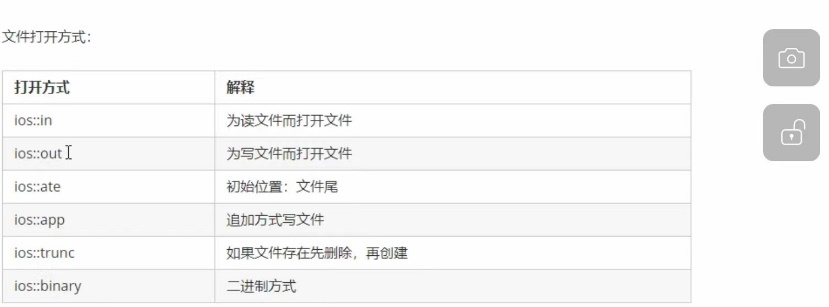 文件打开方式：
打开方式 解释
ios::in 为读文件而打开文件
ios::out 为写文件而打开文件
ios::ate 初始位置：文件尾
ios::app 追加方式写文件
ios::trunc 如果文件存在先删除，再创建
ios::binary 二进制方式